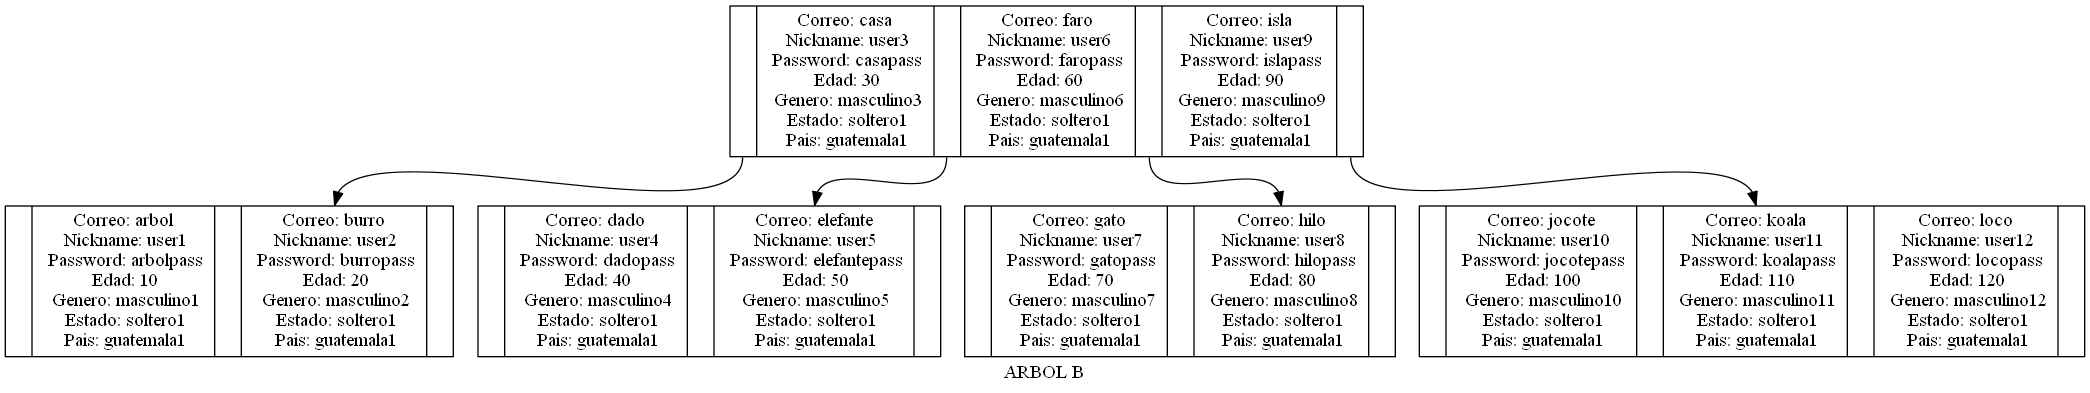 Correo: casa
Nickname: user3
Password: casapass
Edad: 30
Genero: masculino3
Estado: soltero1
Pais: guatemala1
Correo: faro
Nickname: user6
Password: faropass
Edad: 60
Genero: masculino6
Estado: soltero1
Pais: guatemala1
Correo: isla
Nickname: user9
Password: islapass
Edad: 90
Genero: masculino9
Estado: soltero1
Pais: guatemala1
Correo: arbol
Nickname: user1
Password: arbolpass
Edad: 10
Genero: masculino1
Estado: soltero1
Pais: guatemala1
Correo: burro
Nickname: user2
Password: burropass
Edad: 20
Genero: masculino2
Estado: soltero1
Pais: guatemala1
Correo: dado
Nickname: user4
Password: dadopass
Edad: 40
Genero: masculino4
Estado: soltero1
Pais: guatemala1
Correo: elefante
Nickname: user5
Password: elefantepass
Edad: 50
Genero: masculino5
Estado: soltero1
Pais: guatemala1
Correo: gato
Nickname: user7
Password: gatopass
Edad: 70
Genero: masculino7
Estado: soltero1
Pais: guatemala1
Correo: hilo
Nickname: user8
Password: hilopass
Edad: 80
Genero: masculino8
Estado: soltero1
Pais: guatemala1
Correo: jocote
Nickname: user10
Password: jocotepass
Edad: 100
Genero: masculino10
Estado: soltero1
Pais: guatemala1
Correo: koala
Nickname: user11
Password: koalapass
Edad: 110
Genero: masculino11
Estado: soltero1
Pais: guatemala1
Correo: loco
Nickname: user12
Password: locopass
Edad: 120
Genero: masculino12
Estado: soltero1
Pais: guatemala1
ARBOL B